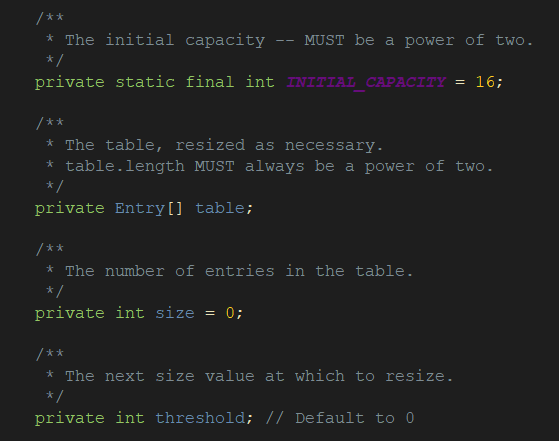 /**
 * The initial capacity -- MUST be a power of two.
 */
private static final int INITIAL_CAPACITY = 16;
/**
 * The table, resized as necessary.
 * table.length MUST always be a power of two.
 */
private Entry[] table;
/**
 * The number of entries in the table.
 */
private int size = 0;
/**
 * The next size value at which to resize.
 */
private int threshold; // Default to 0